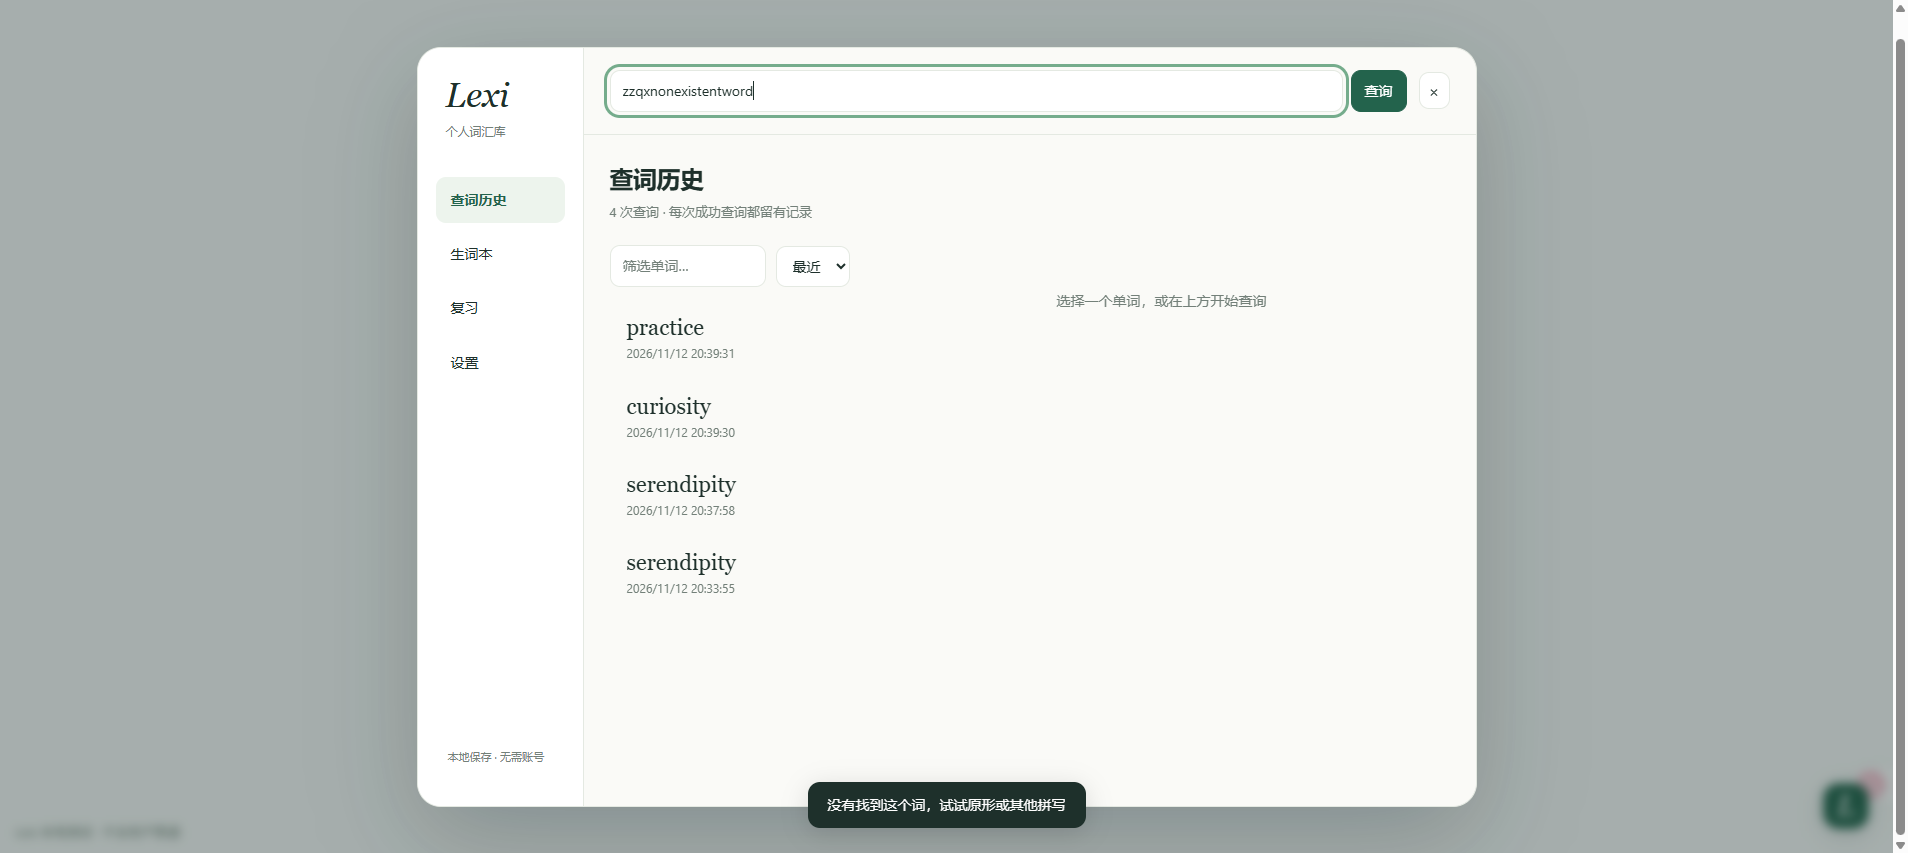 Lexi
个人词汇库
查词历史
生词本
复习
设置
本地保存 · 无需账号
zzqxnonexistentword
查询
×
查词历史
4 次查询 · 每次成功查询都留有记录
筛选单词...
最近
选择一个单词，或在上方开始查询
practice
2026/11/12 20:39:31
curiosity
2026/11/12 20:39:30
serendipity
2026/11/12 20:37:58
serendipity
2026/11/12 20:33:55
没有找到这个词，试试原形或其他拼写